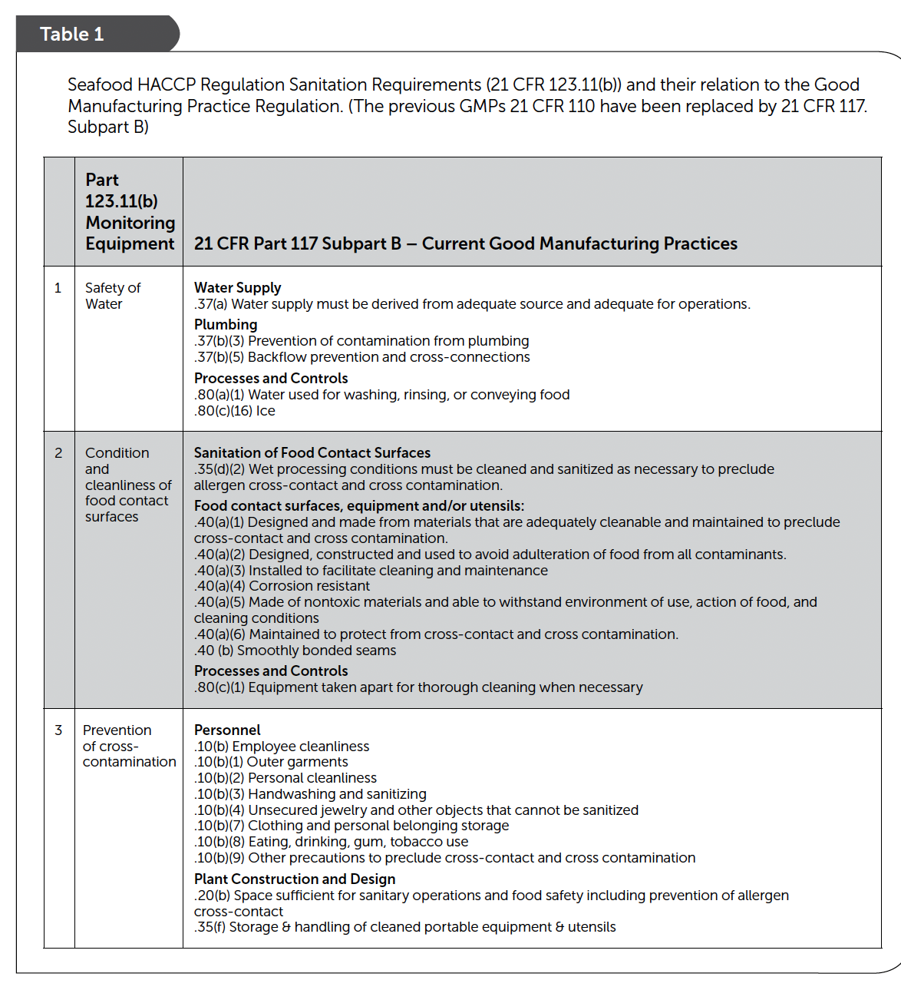 Table 1
Seafood HACCP Regulation Sanitation Requirements (21 CFR 123.11(b)) and their relation to the Good
Manufacturing Practice Regulation. (The previous GMPs 21 CFR 110 have been replaced by 21 CFR 117.
Subpart B)
Part
123.11(b)
Monitoring
Equipment
21 CFR Part 117 Subpart B – Current Good Manufacturing Practices
1
Safety of
Water
Water Supply
.37(a) Water supply must be derived from adequate source and adequate for operations.
Plumbing
.37(b)(3) Prevention of contamination from plumbing
.37(b)(5) Backflow prevention and cross-connections
Processes and Controls
.80(a)(1) Water used for washing, rinsing, or conveying food
.80(c)(16) Ice
2
Condition
and
cleanliness of
food contact
surfaces
Sanitation of Food Contact Surfaces
.35(d)(2) Wet processing conditions must be cleaned and sanitized as necessary to preclude
allergen cross-contact and cross contamination.
Food contact surfaces, equipment and/or utensils:
.40(a)(1) Designed and made from materials that are adequately cleanable and maintained to preclude
cross-contact and cross contamination.
.40(a)(2) Designed, constructed and used to avoid adulteration of food from all contaminants.
.40(a)(3) Installed to facilitate cleaning and maintenance
.40(a)(4) Corrosion resistant
.40(a)(5) Made of nontoxic materials and able to withstand environment of use, action of food, and
cleaning conditions
.40(a)(6) Maintained to protect from cross-contact and cross contamination.
.40 (b) Smoothly bonded seams
Processes and Controls
.80(c)(1) Equipment taken apart for thorough cleaning when necessary
3
Prevention
of cross-
contamination
Personnel
.10(b) Employee cleanliness
.10(b)(1) Outer garments
.10(b)(2) Personal cleanliness
.10(b)(3) Handwashing and sanitizing
.10(b)(4) Unsecured jewelry and other objects that cannot be sanitized
.10(b)(7) Clothing and personal belonging storage
.10(b)(8) Eating, drinking, gum, tobacco use
.10(b)(9) Other precautions to preclude cross-contact and cross contamination
Plant Construction and Design
.20(b) Space sufficient for sanitary operations and food safety including prevention of allergen
cross-contact
.35(f) Storage & handling of cleaned portable equipment & utensils